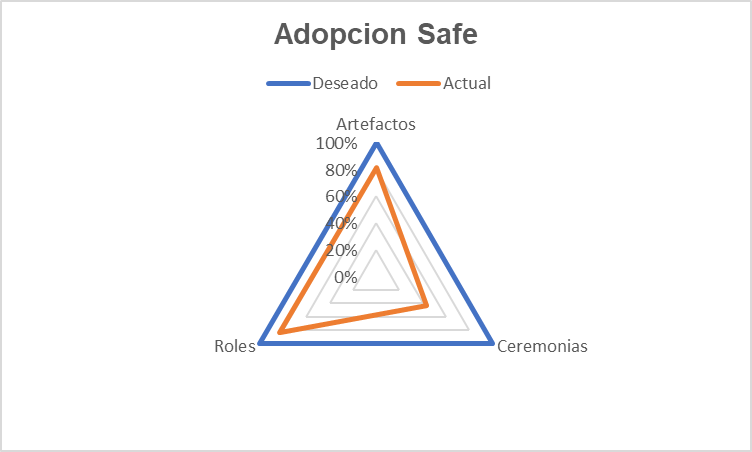 Adopcion Safe
Deseado Actual
Artefactos
100%
80%
60%
40%
20%
0%
Roles Ceremonias